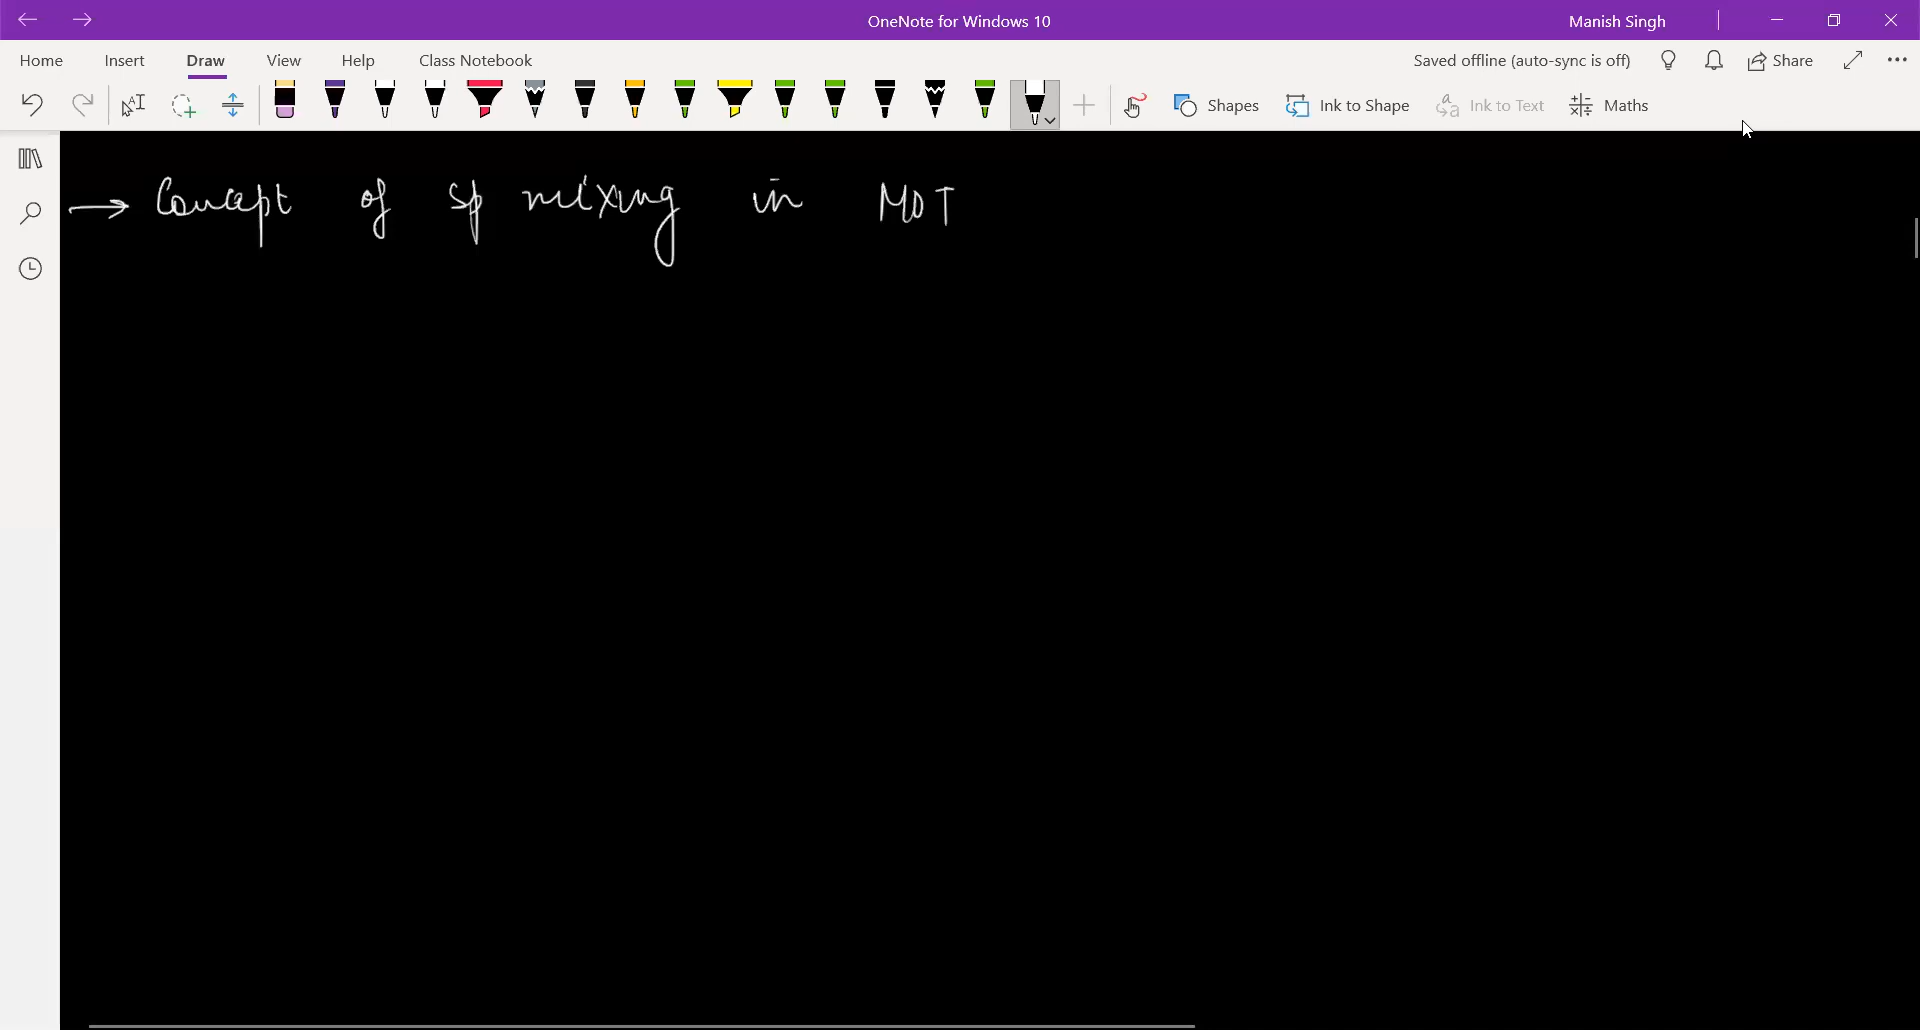 OneNote for Windows 10
Manish Singh
Home Insert Draw View Help Class Notebook
Saved offline (auto-sync is off) Share
Shapes Ink to Shape Ink to Text Maths
→ Concept of sp mixing in MOT